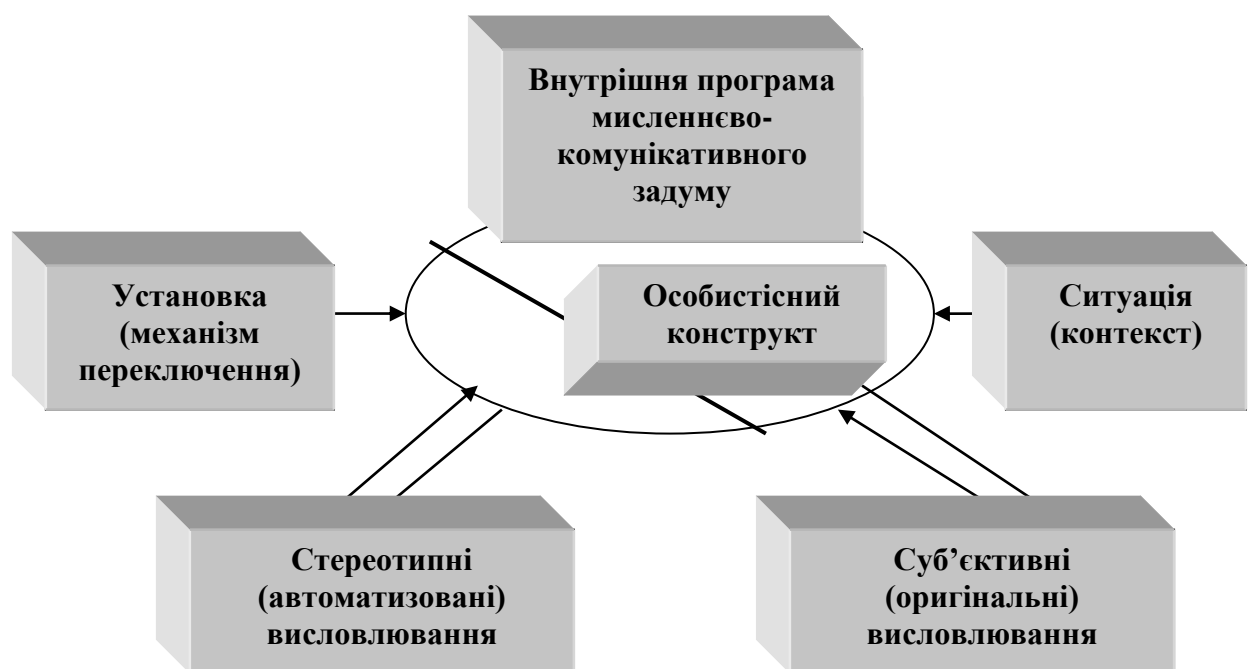 Внутрішня програма
мисленнєво-
комунікативного
задуму
Установка
(механізм
переключення)
Особистісний
конструкт
Ситуація
(контекст)
Стереотипні
(автоматизовані)
висловлювання
Суб’єктивні
(оригінальні)
висловлювання